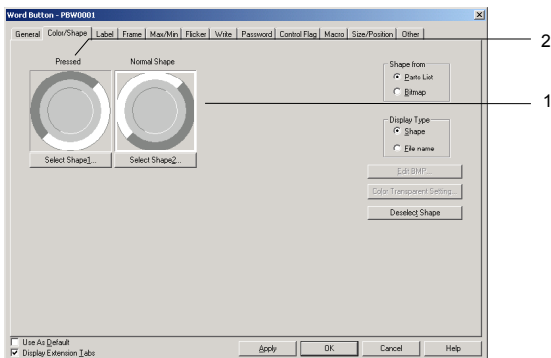 Word Button - PBW0001
General Color/Shape Label Frame Max/Min Flicker Write Password Control Flag Macro Size/Position Other
2
Pressed Normal Shape
Shape from
Parts List
Bitmap
1
Display Type
Shape
File name
Select Shape1... Select Shape2...
Edit BMP...
Color Transparent Setting...
Deselect Shape
Use As Default
Display Extension Tabs
Apply OK Cancel Help